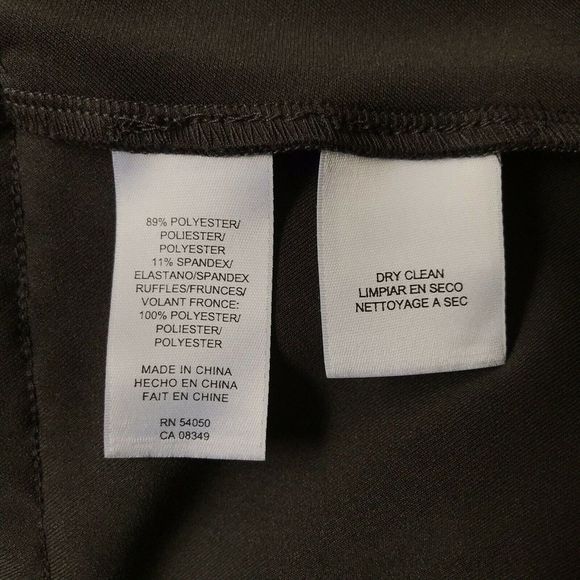 89% POLYESTER/
POLIESTER/
POLYESTER
11% SPANDEX/
ELASTANO/SPANDEX
RUFFLES/FRUNCES/
VOLANT FRONCE:
100% POLYESTER/
POLIESTER/
POLYESTER
MADE IN CHINA
HECHO EN CHINA
FAIT EN CHINE
RN 54050
CA 08349
DRY CLEAN
LIMPIAR EN SECO
NETTOYAGE A SEC